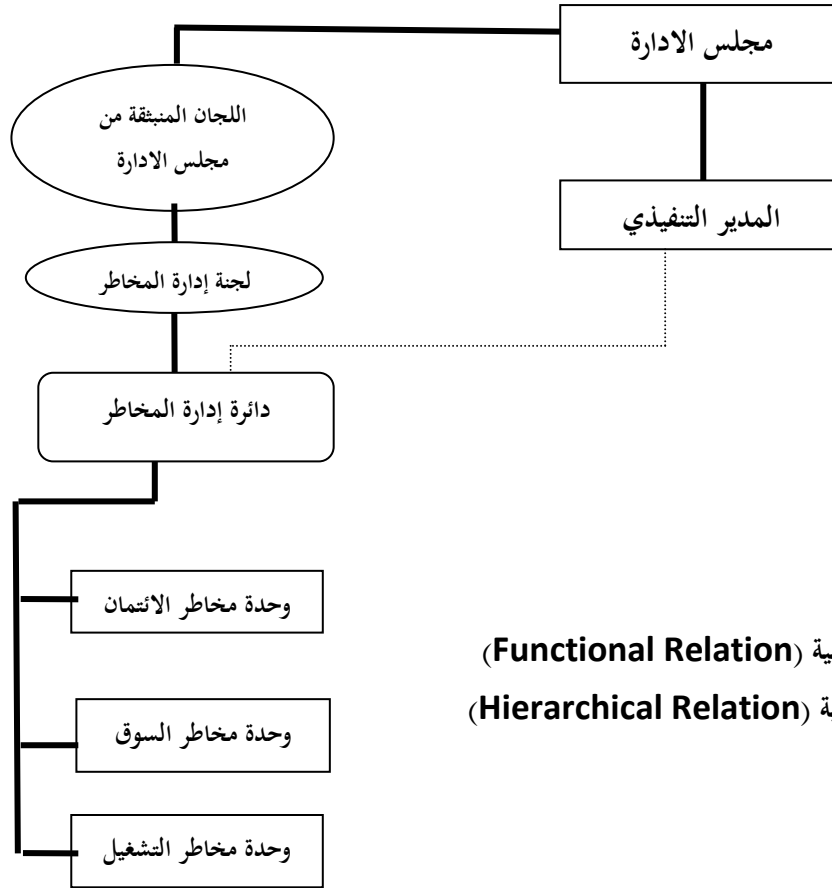 مجلس الادارة
اللجان المنبثقة من
مجلس الادارة
المدير التنفيذي
لجنة إدارة المخاطر
دائرة إدارة المخاطر
وحدة مخاطر الائتمان
(Functional Relation)
(Hierarchical Relation)
وحدة مخاطر السوق
وحدة مخاطر التشغيل